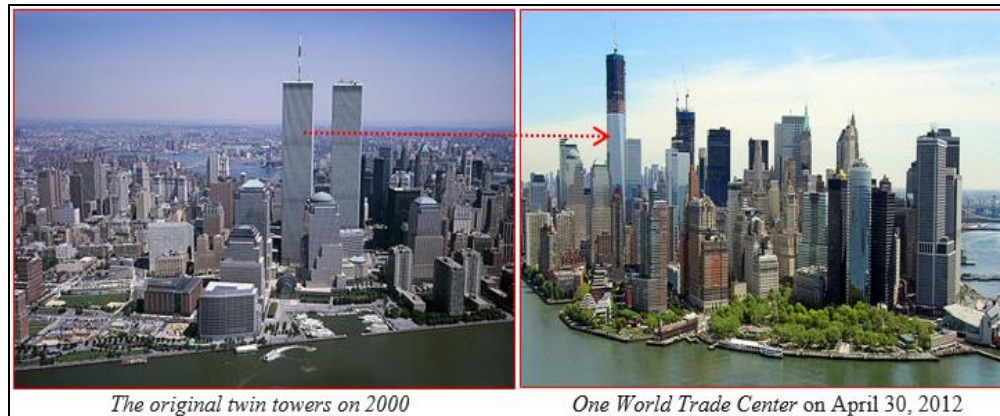 The original twin towers on 2000
One World Trade Center on April 30, 2012